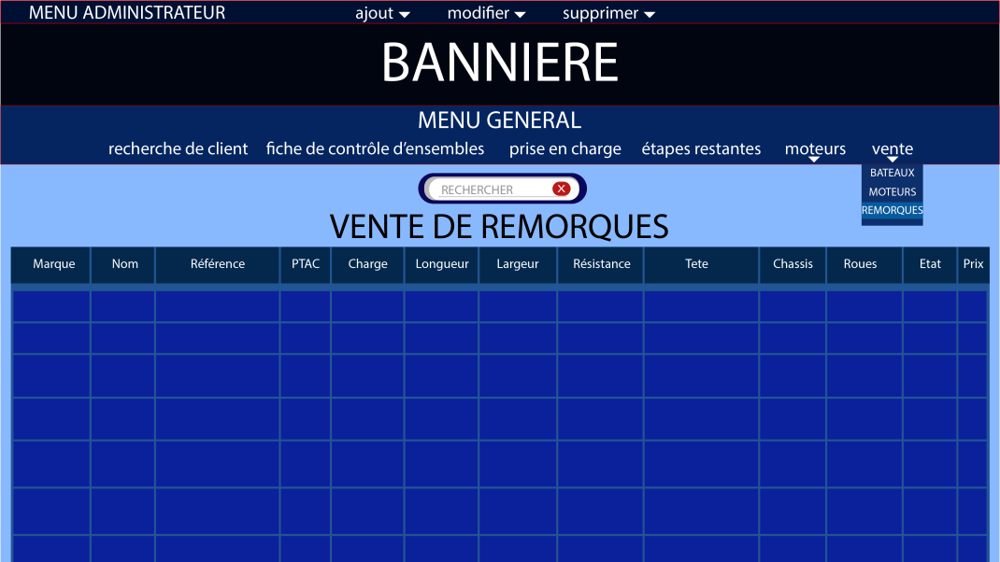 MENU ADMINISTRATEUR ajout modifier supprimer
BANNIERE
MENU GENERAL
recherche de client fiche de contrôle d’ensembles prise en charge étapes restantes moteurs vente
BATEAUX
MOTEURS
REMORQUES
RECHERCHER X
VENTE DE REMORQUES
Marque Nom Référence PTAC Charge Longueur Largeur Résistance Tete Chassis Roues Etat Prix